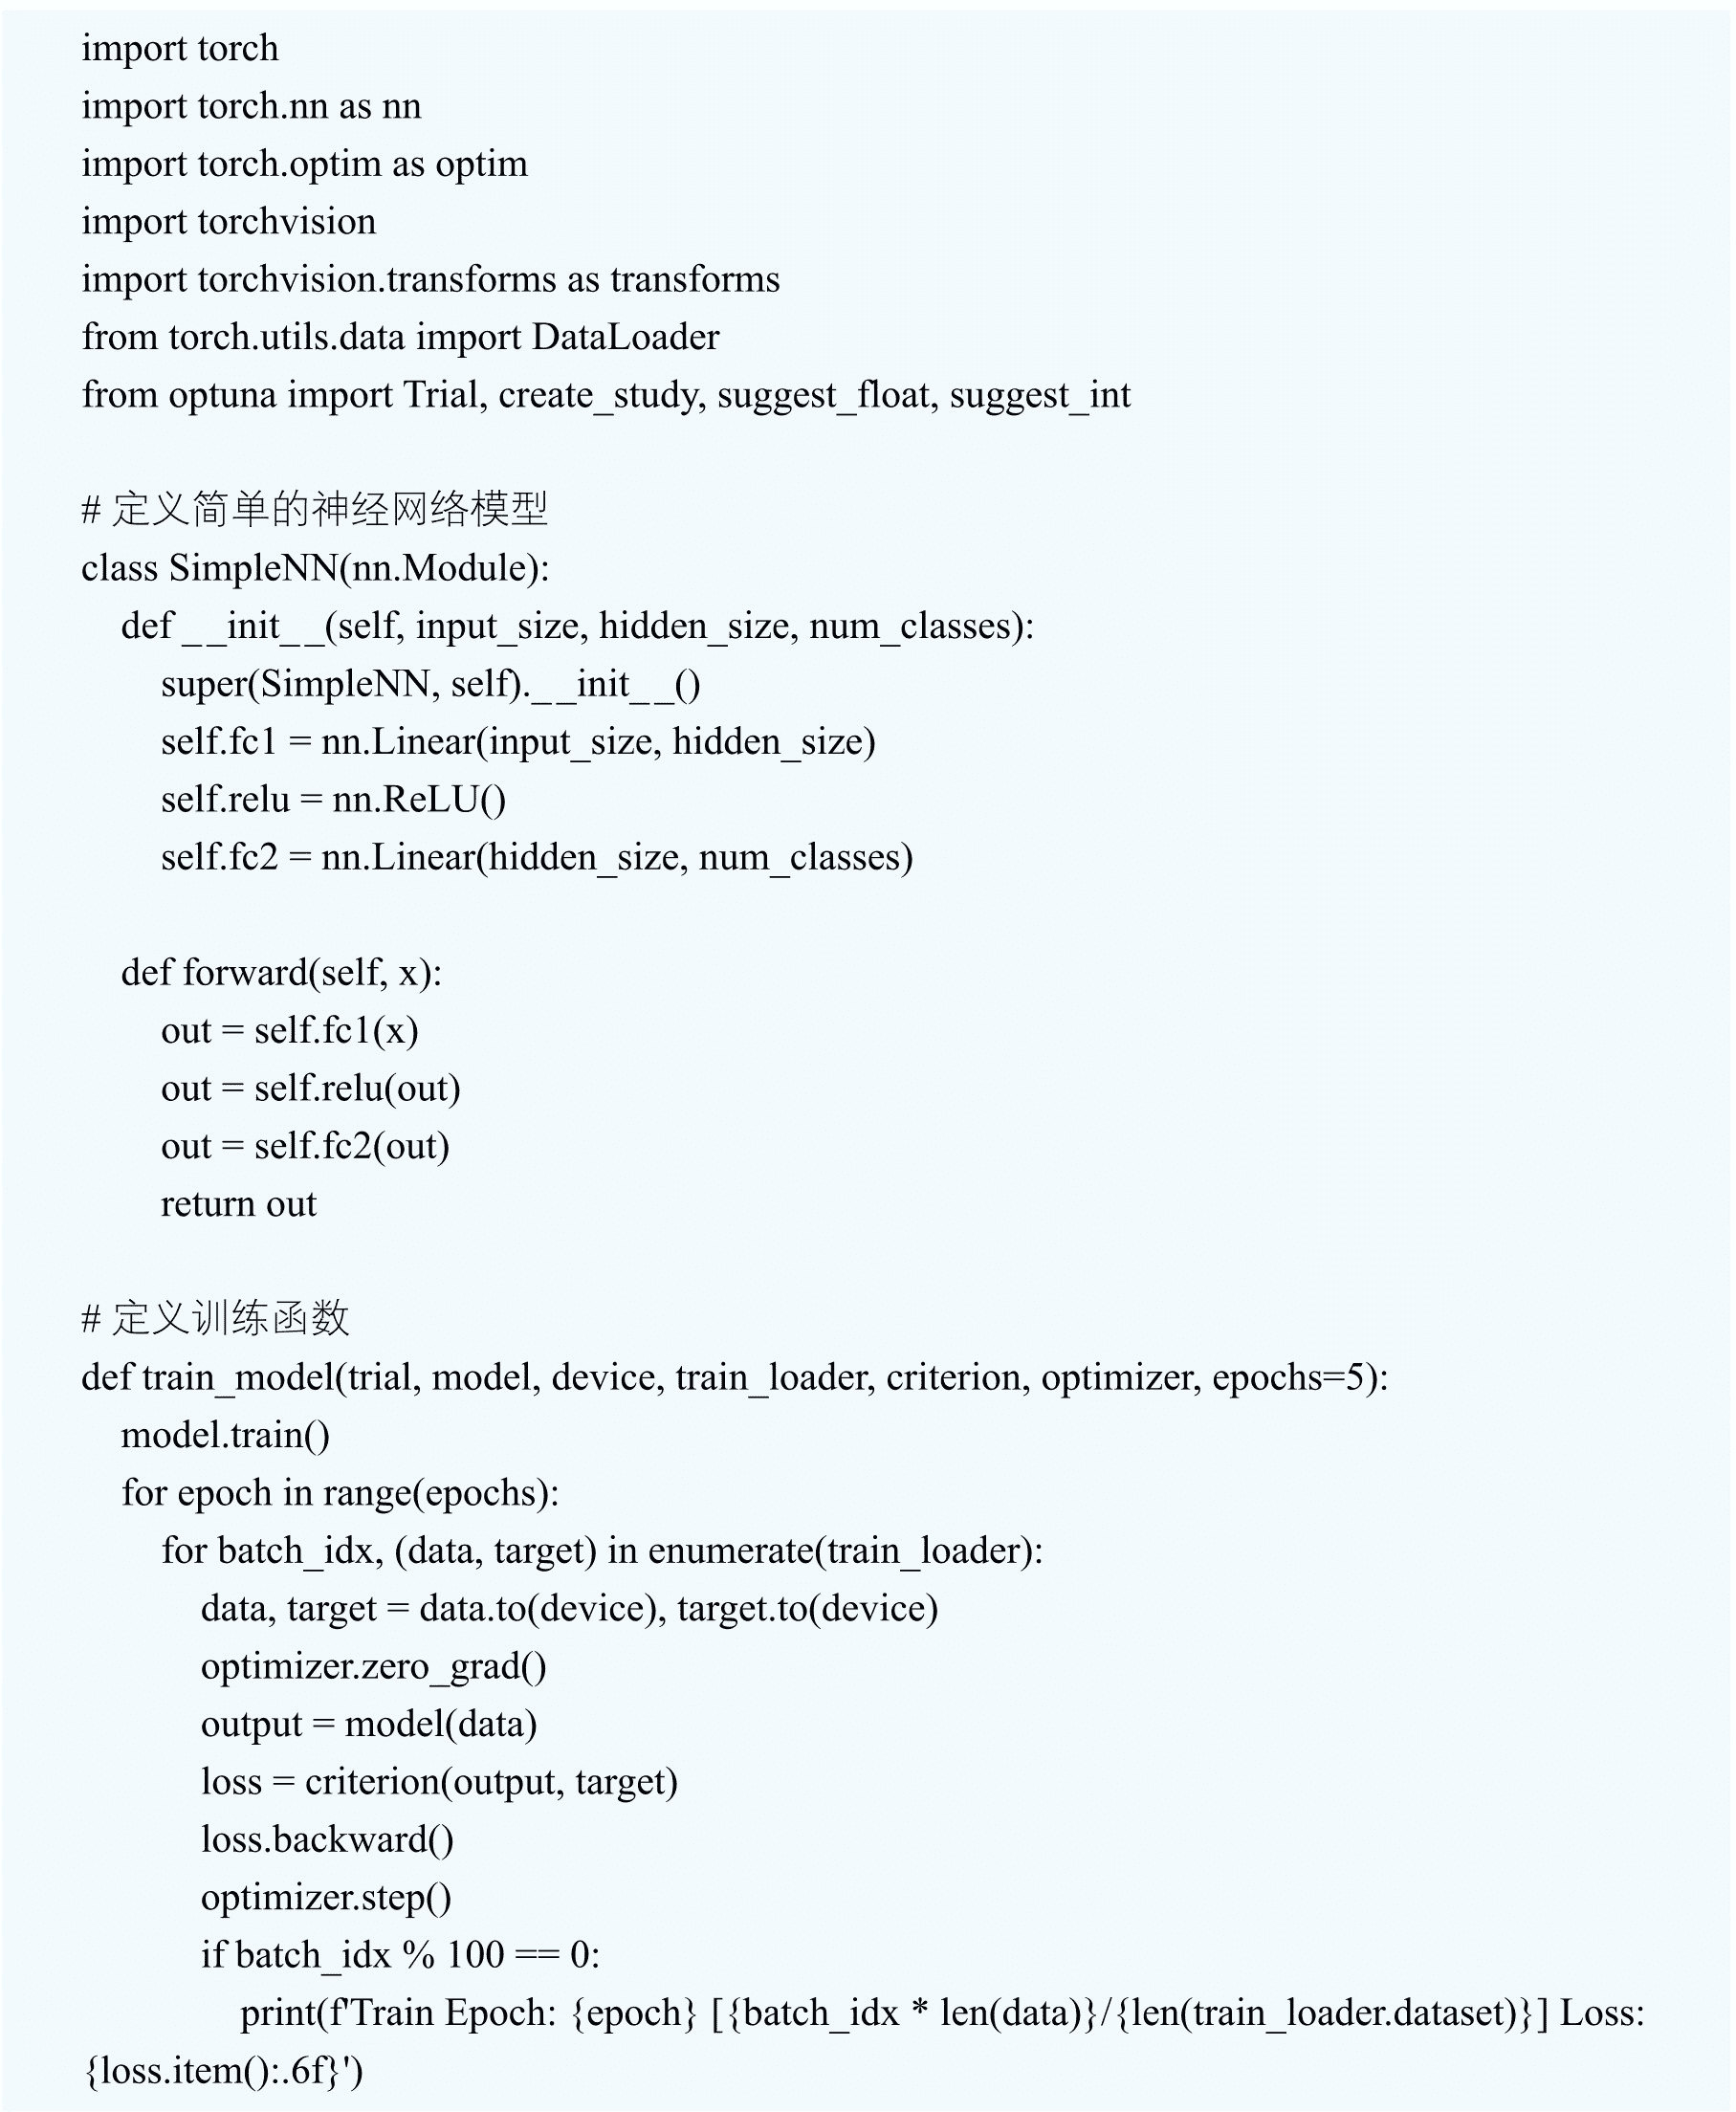 import torch
import torch.nn as nn
import torch.optim as optim
import torchvision
import torchvision.transforms as transforms
from torch.utils.data import DataLoader
from optuna import Trial, create_study, suggest_float, suggest_int
# 定义简单的神经网络模型
class SimpleNN(nn.Module):
def __init__(self, input_size, hidden_size, num_classes):
super(SimpleNN, self).__init__()
self.fc1 = nn.Linear(input_size, hidden_size)
self.relu = nn.ReLU()
self.fc2 = nn.Linear(hidden_size, num_classes)
def forward(self, x):
out = self.fc1(x)
out = self.relu(out)
out = self.fc2(out)
return out
# 定义训练函数
def train_model(trial, model, device, train_loader, criterion, optimizer, epochs=5):
model.train()
for epoch in range(epochs):
for batch_idx, (data, target) in enumerate(train_loader):
data, target = data.to(device), target.to(device)
optimizer.zero_grad()
output = model(data)
loss = criterion(output, target)
loss.backward()
optimizer.step()
if batch_idx % 100 == 0:
print(f'Train Epoch: {epoch} [{batch_idx * len(data)}/{len(train_loader.dataset)}] Loss:
{loss.item():.6f}')